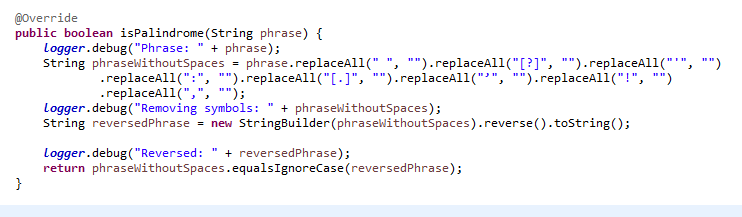 @Override
public boolean isPalindrome(String phrase) {
    logger.debug("Phrase: " + phrase);
    String phraseWithoutSpaces = phrase.replaceAll(" ", "").replaceAll("[?]", "").replaceAll("'", "")
            .replaceAll(":", "").replaceAll("[.]", "").replaceAll("’", "").replaceAll("!", "")
            .replaceAll(",", "");
    logger.debug("Removing symbols: " + phraseWithoutSpaces);
    String reversedPhrase = new StringBuilder(phraseWithoutSpaces).reverse().toString();

    logger.debug("Reversed: " + reversedPhrase);
    return phraseWithoutSpaces.equalsIgnoreCase(reversedPhrase);
}